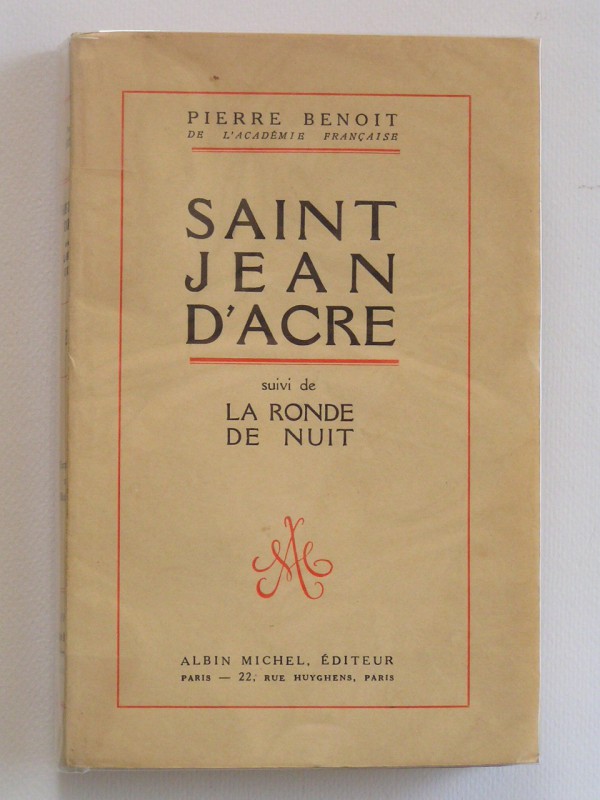 PIERRE BENOIT
DE L'ACADÉMIE FRANÇAISE
SAINT
JEAN
D'ACRE
suivi de
LA RONDE
DE NUIT
AM
ALBIN MICHEL, ÉDITEUR
PARIS — 22, RUE HUYGHENS, PARIS